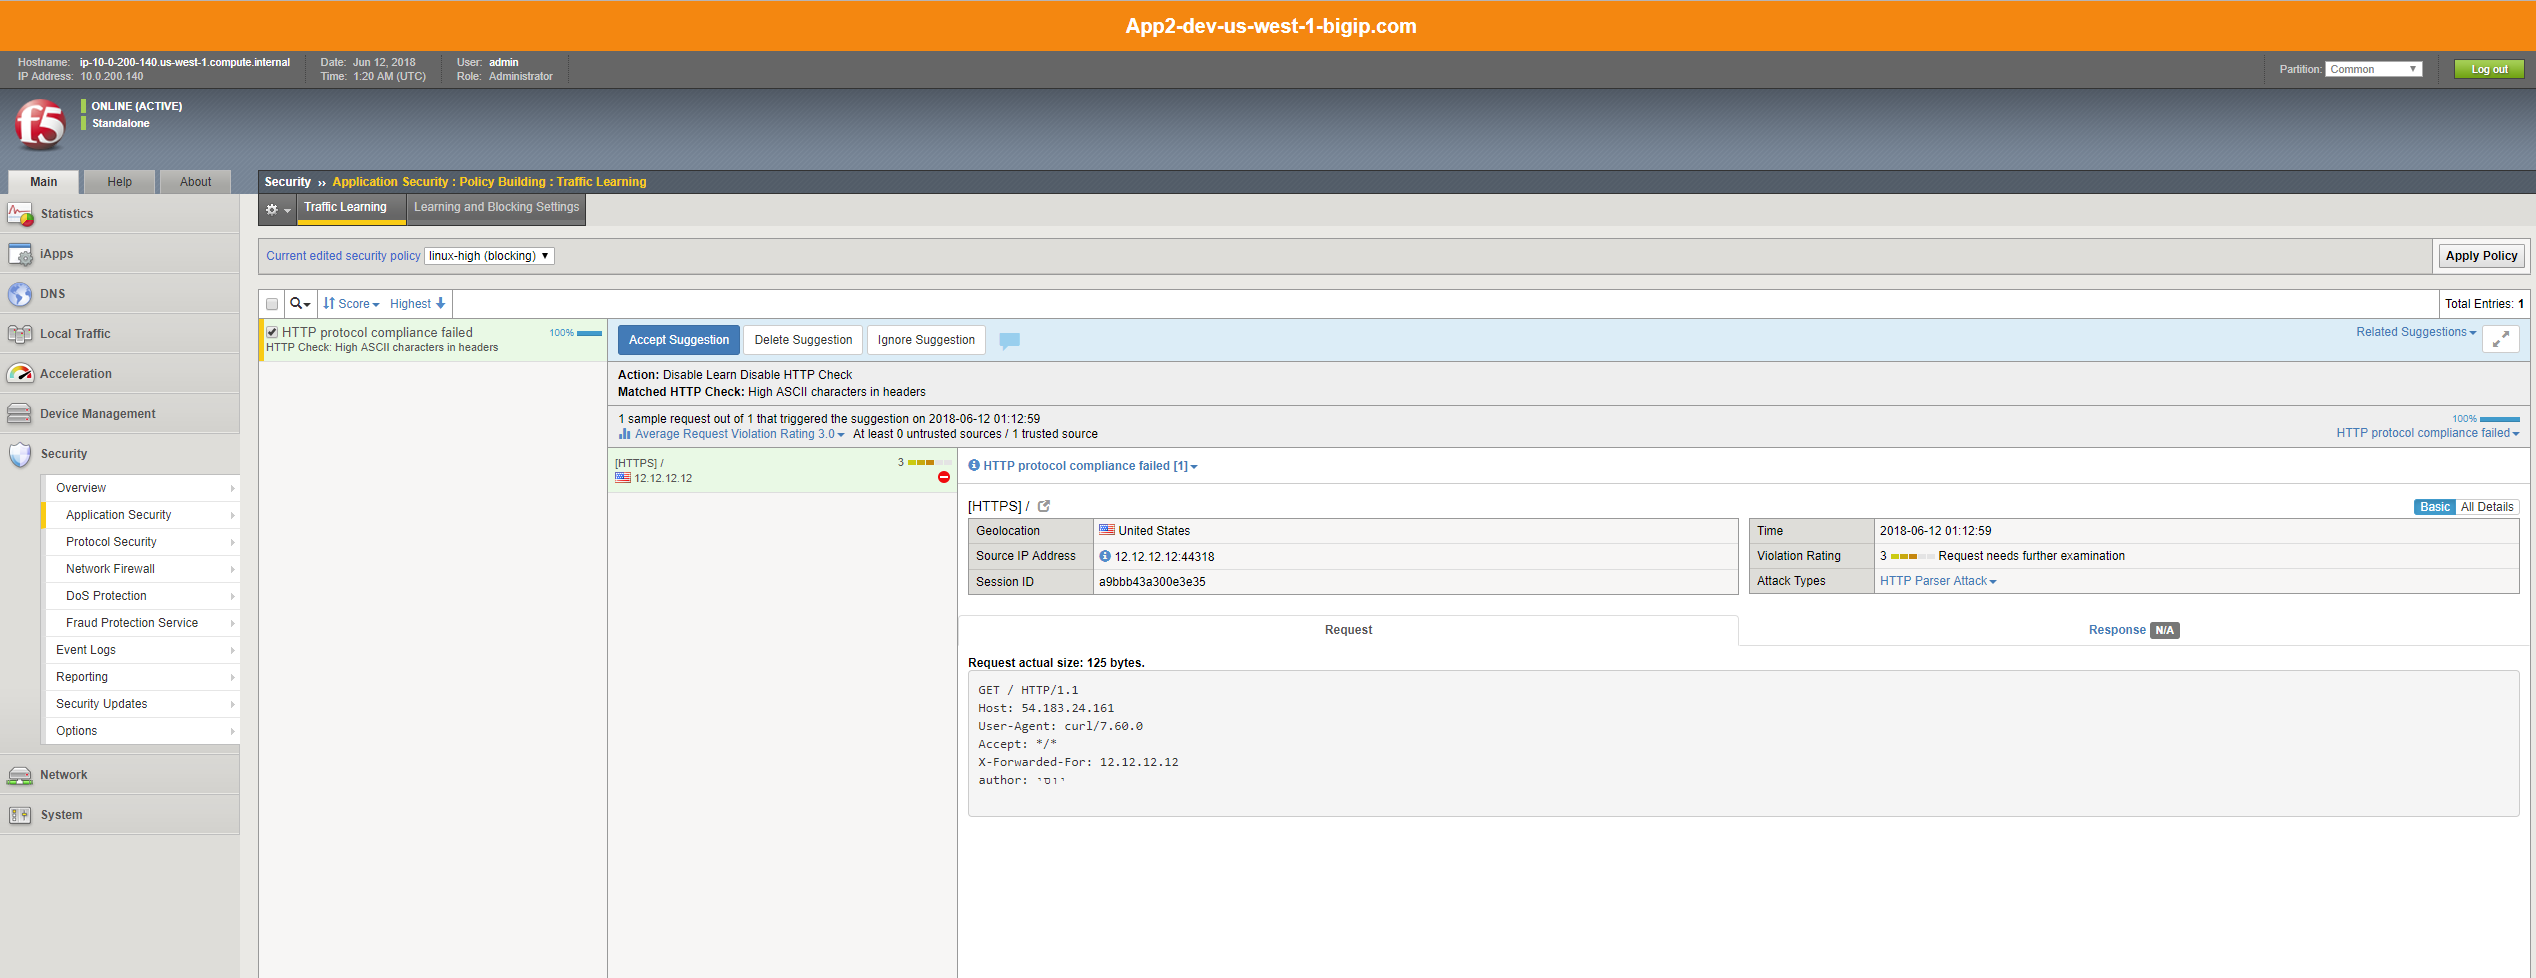 App2-dev-us-west-1-bigip.com
Hostname: ip-10-0-200-140.us-west-1.compute.internal
IP Address: 10.0.200.140
Date: Jun 12, 2018
Time: 1:20 AM (UTC)
User: admin
Role: Administrator
Partition: Common
Log out
f5
ONLINE (ACTIVE)
Standalone
Main
Help
About
Security ›› Application Security : Policy Building : Traffic Learning
Statistics
iApps
DNS
Local Traffic
Acceleration
Device Management
Security
Overview
Application Security
Protocol Security
Network Firewall
DoS Protection
Fraud Protection Service
Event Logs
Reporting
Security Updates
Options
Network
System
Traffic Learning
Learning and Blocking Settings
Current edited security policy linux-high (blocking)
Apply Policy
Score Highest
Total Entries: 1
HTTP protocol compliance failed 100%
HTTP Check: High ASCII characters in headers
Accept Suggestion
Delete Suggestion
Ignore Suggestion
Related Suggestions
Action: Disable Learn Disable HTTP Check
Matched HTTP Check: High ASCII characters in headers
1 sample request out of 1 that triggered the suggestion on 2018-06-12 01:12:59
Average Request Violation Rating 3.0 At least 0 untrusted sources / 1 trusted source
100%
HTTP protocol compliance failed
[HTTPS] / 3
12.12.12.12
HTTP protocol compliance failed [1]
[HTTPS] /
Basic All Details
Geolocation United States
Source IP Address 12.12.12.12:44318
Session ID a9bbb43a300e3e35
Time 2018-06-12 01:12:59
Violation Rating 3 Request needs further examination
Attack Types HTTP Parser Attack
Request
Response N/A
Request actual size: 125 bytes.
GET / HTTP/1.1
Host: 54.183.24.161
User-Agent: curl/7.60.0
Accept: */*
X-Forwarded-For: 12.12.12.12
author: יוסי